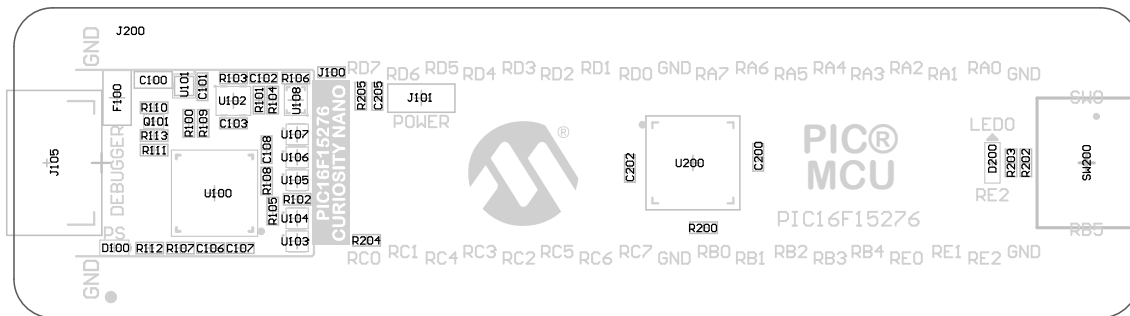 J200
GND
J100
RD7
RD6
RD5
RD4
RD3
RD2
RD1
RD0
GND
RA7
RA6
RA5
RA4
RA3
RA2
RA1
RA0
GND
C100
U101
C101
R103
C102
R106
F100
U102
R101
R104
U108
R205
C205
J101
POWER
SW0
R110
Q101
R113
R111
R100
R109
C103
U107
U106
U105
R102
U104
U103
C108
R108
R105
U100
J105
DEBUGGER
PS
PIC16F15276
CURIOSITY NANO
®
C202
U200
C200
PIC®
MCU
PIC16F15276
LED0
D200
R203
R202
RE2
SW200
RB5
R200
D100
R112
R107
C106
C107
R204
GND
RC0
RC1
RC4
RC3
RC2
RC5
RC6
RC7
GND
RB0
RB1
RB2
RB3
RB4
RE0
RE1
RE2
GND